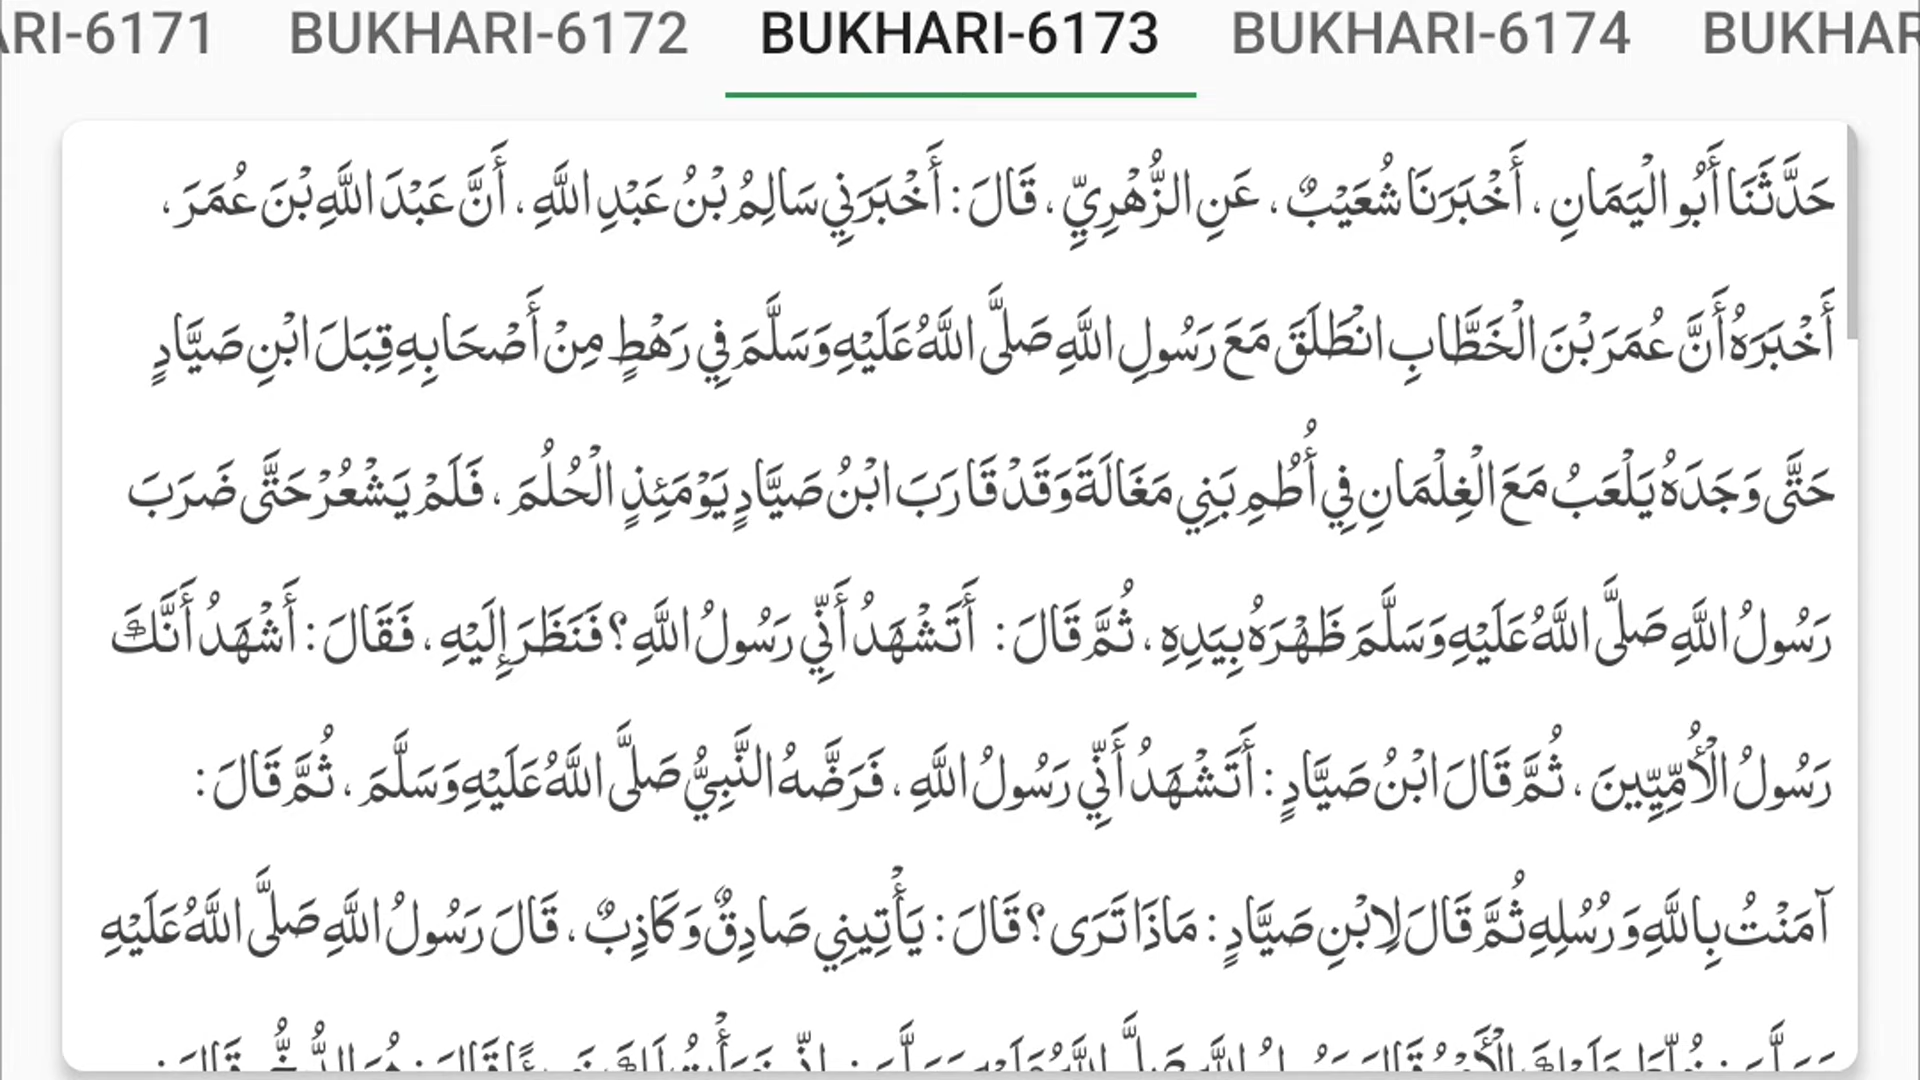 ARI-6171 BUKHARI-6172 BUKHARI-6173 BUKHARI-6174 BUKHAR
حَدَّثَنَا أَبُو الْيَمَانِ، أَخْبَرَنَا شُعَيْبٌ، عَنِ الزُّهْرِيِّ، قَالَ: أَخْبَرَنِي سَالِمُ بْنُ عَبْدِ اللَّهِ، أَنَّ عَبْدَ اللَّهِ بْنَ عُمَرَ،
أَخْبَرَهُ أَنَّ عُمَرَ بْنَ الْخَطَّابِ انْطَلَقَ مَعَ رَسُولِ اللَّهِ صَلَّى اللَّهُ عَلَيْهِ وَسَلَّمَ فِي رَهْطٍ مِنْ أَصْحَابِهِ قِبَلَ ابْنِ صَيَّادٍ
حَتَّى وَجَدَهُ يَلْعَبُ مَعَ الْغِلْمَانِ فِي أُطُمِ بَنِي مَغَالَةَ وَقَدْ قَارَبَ ابْنُ صَيَّادٍ يَوْمَئِذٍ الْحُلُمَ، فَلَمْ يَشْعُرْ حَتَّى ضَرَبَ
رَسُولُ اللَّهِ صَلَّى اللَّهُ عَلَيْهِ وَسَلَّمَ ظَهْرَهُ بِيَدِهِ، ثُمَّ قَالَ: أَتَشْهَدُ أَنِّي رَسُولُ اللَّهِ؟ فَنَظَرَ إِلَيْهِ، فَقَالَ: أَشْهَدُ أَنَّكَ
رَسُولُ الْأُمِّيِّينَ، ثُمَّ قَالَ ابْنُ صَيَّادٍ: أَتَشْهَدُ أَنِّي رَسُولُ اللَّهِ، فَرَضَّهُ النَّبِيُّ صَلَّى اللَّهُ عَلَيْهِ وَسَلَّمَ، ثُمَّ قَالَ:
آمَنْتُ بِاللَّهِ وَرُسُلِهِ ثُمَّ قَالَ لِابْنِ صَيَّادٍ: مَاذَا تَرَى؟ قَالَ: يَأْتِينِي صَادِقٌ وَكَاذِبٌ، قَالَ رَسُولُ اللَّهِ صَلَّى اللَّهُ عَلَيْهِ